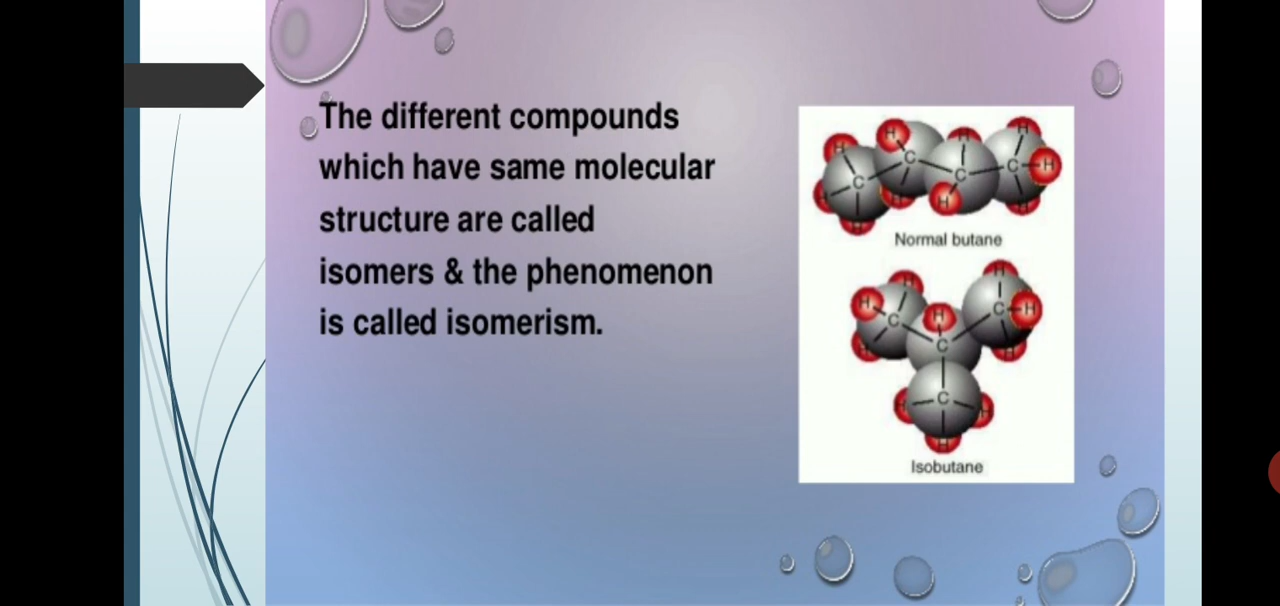 The different compounds
which have same molecular
structure are called
isomers & the phenomenon
is called isomerism.
H H H H
H
C C C C
H H H H
H
Normal butane
H H
H H H
C C
C
H H
H C H
H
Isobutane